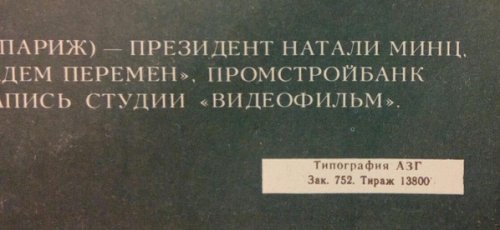 ПАРИЖ) — ПРЕЗИДЕНТ НАТАЛИ МИНЦ,
ДЕМ ПЕРЕМЕН», ПРОМСТРОЙБАНК
АПИСЬ СТУДИИ «ВИДЕОФИЛЬМ».
Типография АЗГ
Зак. 752. Тираж 13800